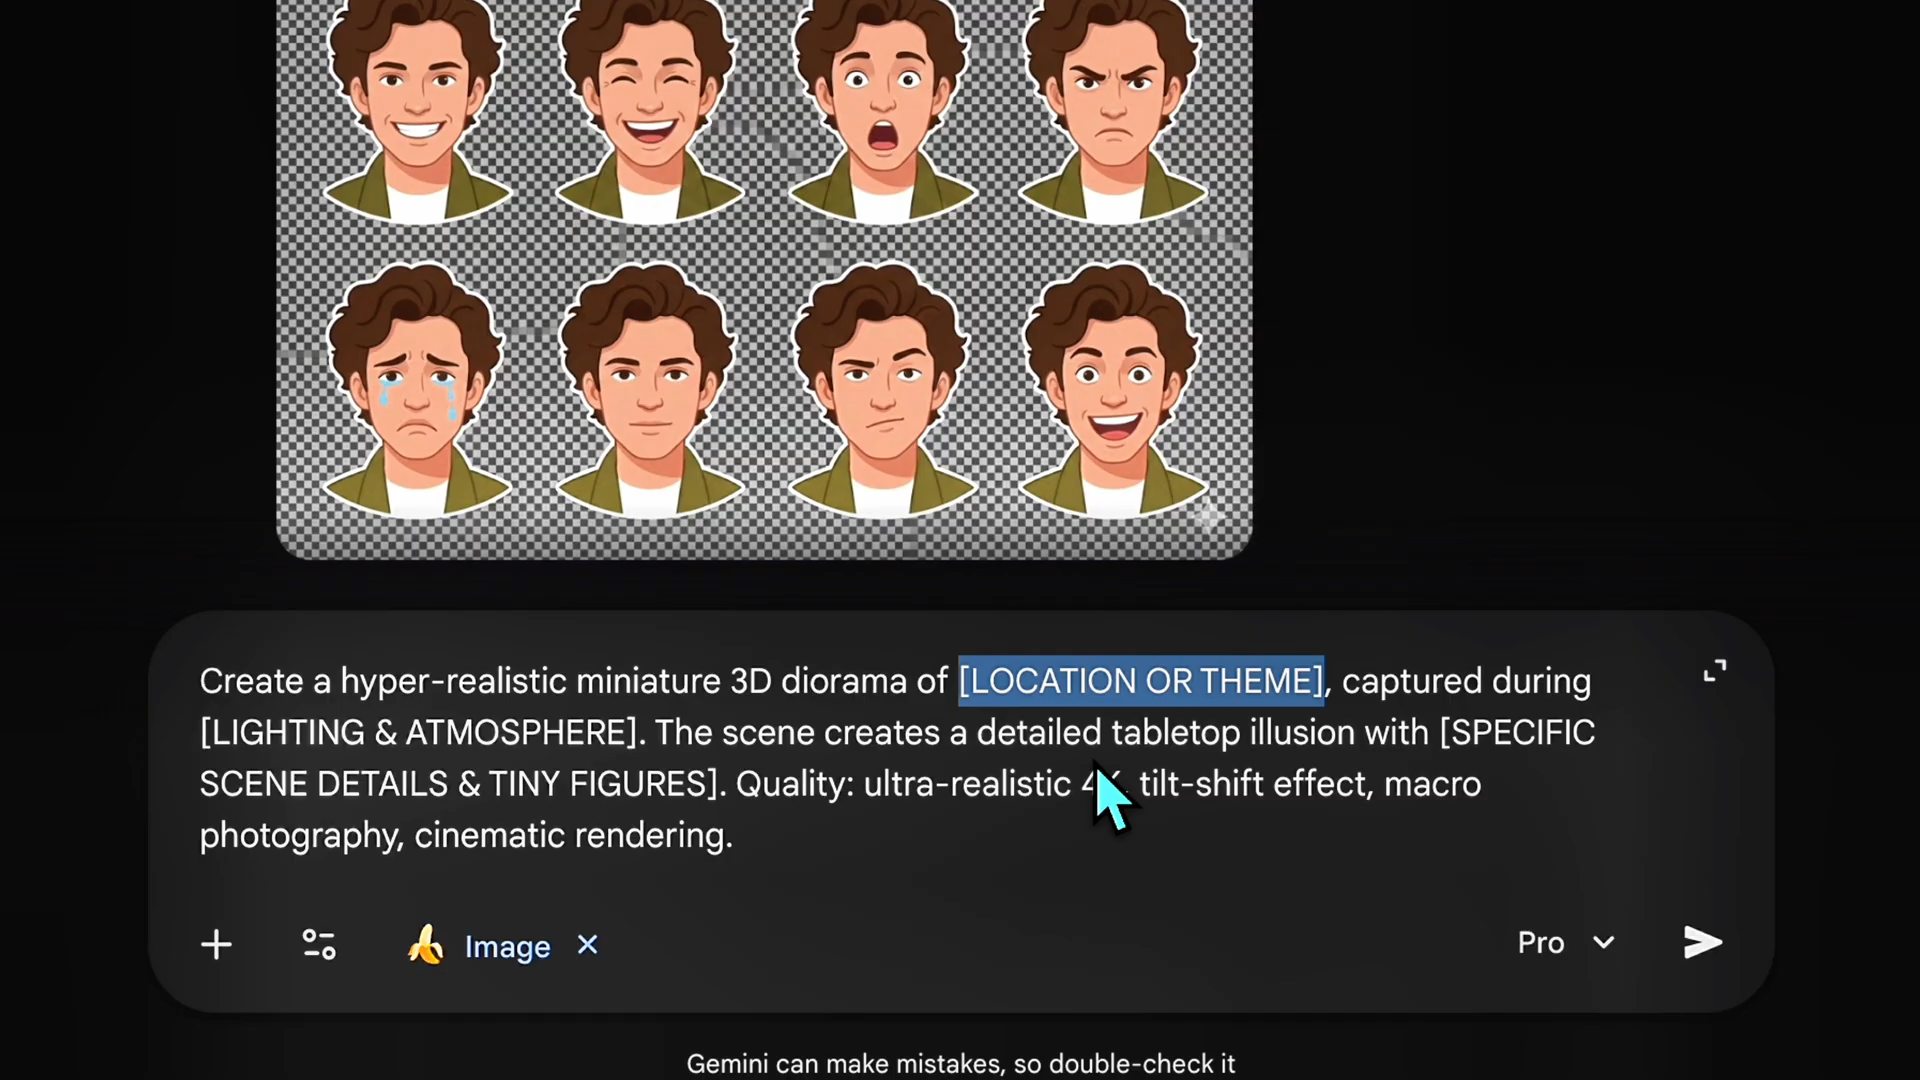 Create a hyper-realistic miniature 3D diorama of [LOCATION OR THEME], captured during
[LIGHTING & ATMOSPHERE]. The scene creates a detailed tabletop illusion with [SPECIFIC
SCENE DETAILS & TINY FIGURES]. Quality: ultra-realistic 4K, tilt-shift effect, macro
photography, cinematic rendering.
Image
Pro
Gemini can make mistakes, so double-check it